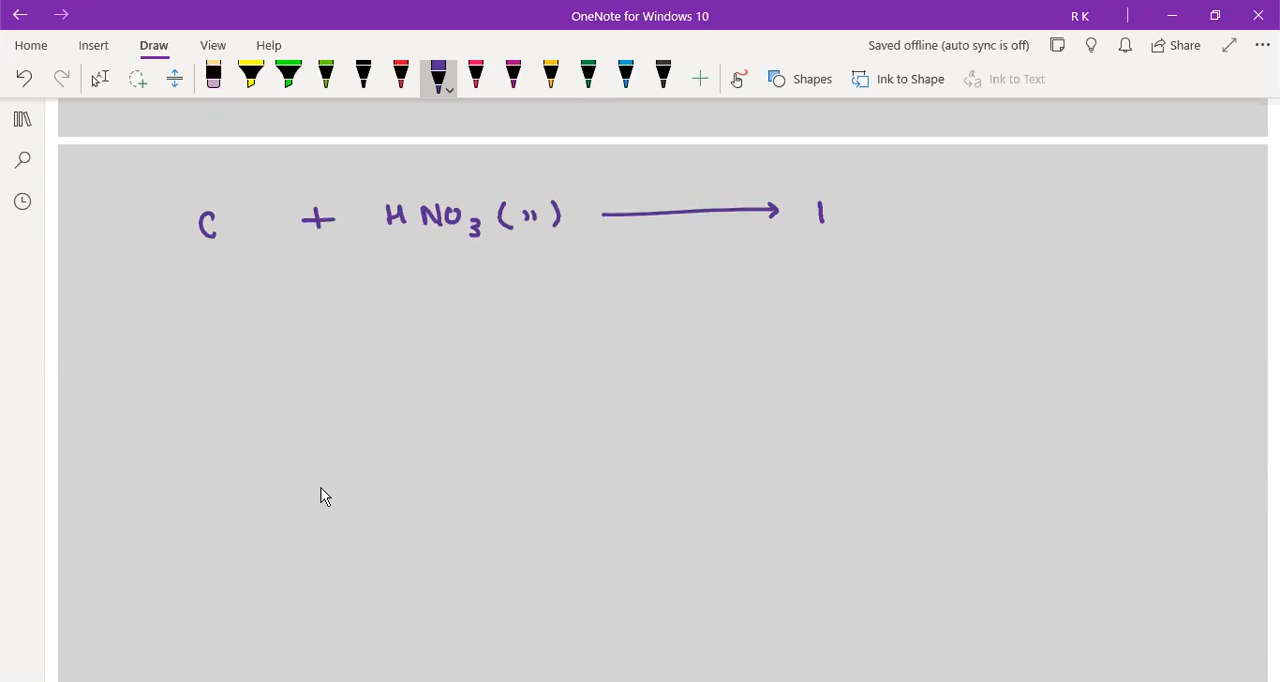 OneNote for Windows 10
R K
Home Insert Draw View Help
Saved offline (auto sync is off) Share
Shapes Ink to Shape Ink to Text
C + HNO₃ (") ⟶ I